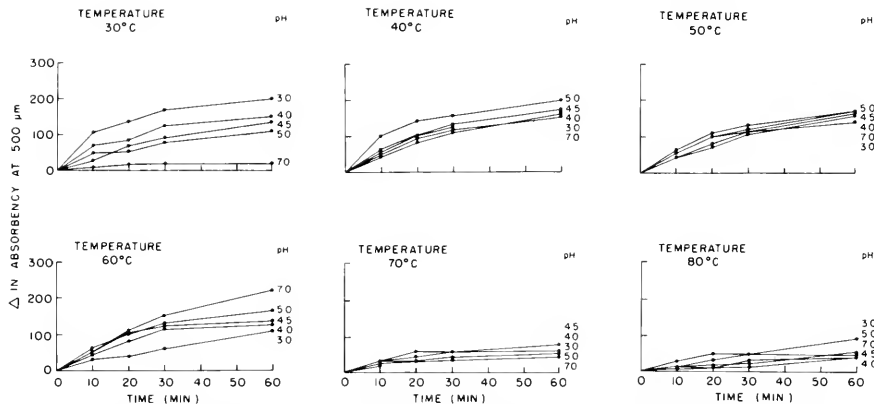 TEMPERATURE
30°C
pH
300
200
100
0
30
40
45
50
70
TEMPERATURE
40°C
pH
50
45
40
30
70
TEMPERATURE
50°C
pH
50
45
40
70
30
Δ IN ABSORBENCY AT 500 µm
TEMPERATURE
60°C
pH
300
200
100
0
70
50
45
40
30
0 10 20 30 40 50 60
TIME (MIN)
TEMPERATURE
70°C
pH
45
40
30
50
70
0 10 20 30 40 50 60
TIME (MIN)
TEMPERATURE
80°C
pH
30
50
70
45
40
0 10 20 30 40 50 60
TIME (MIN)